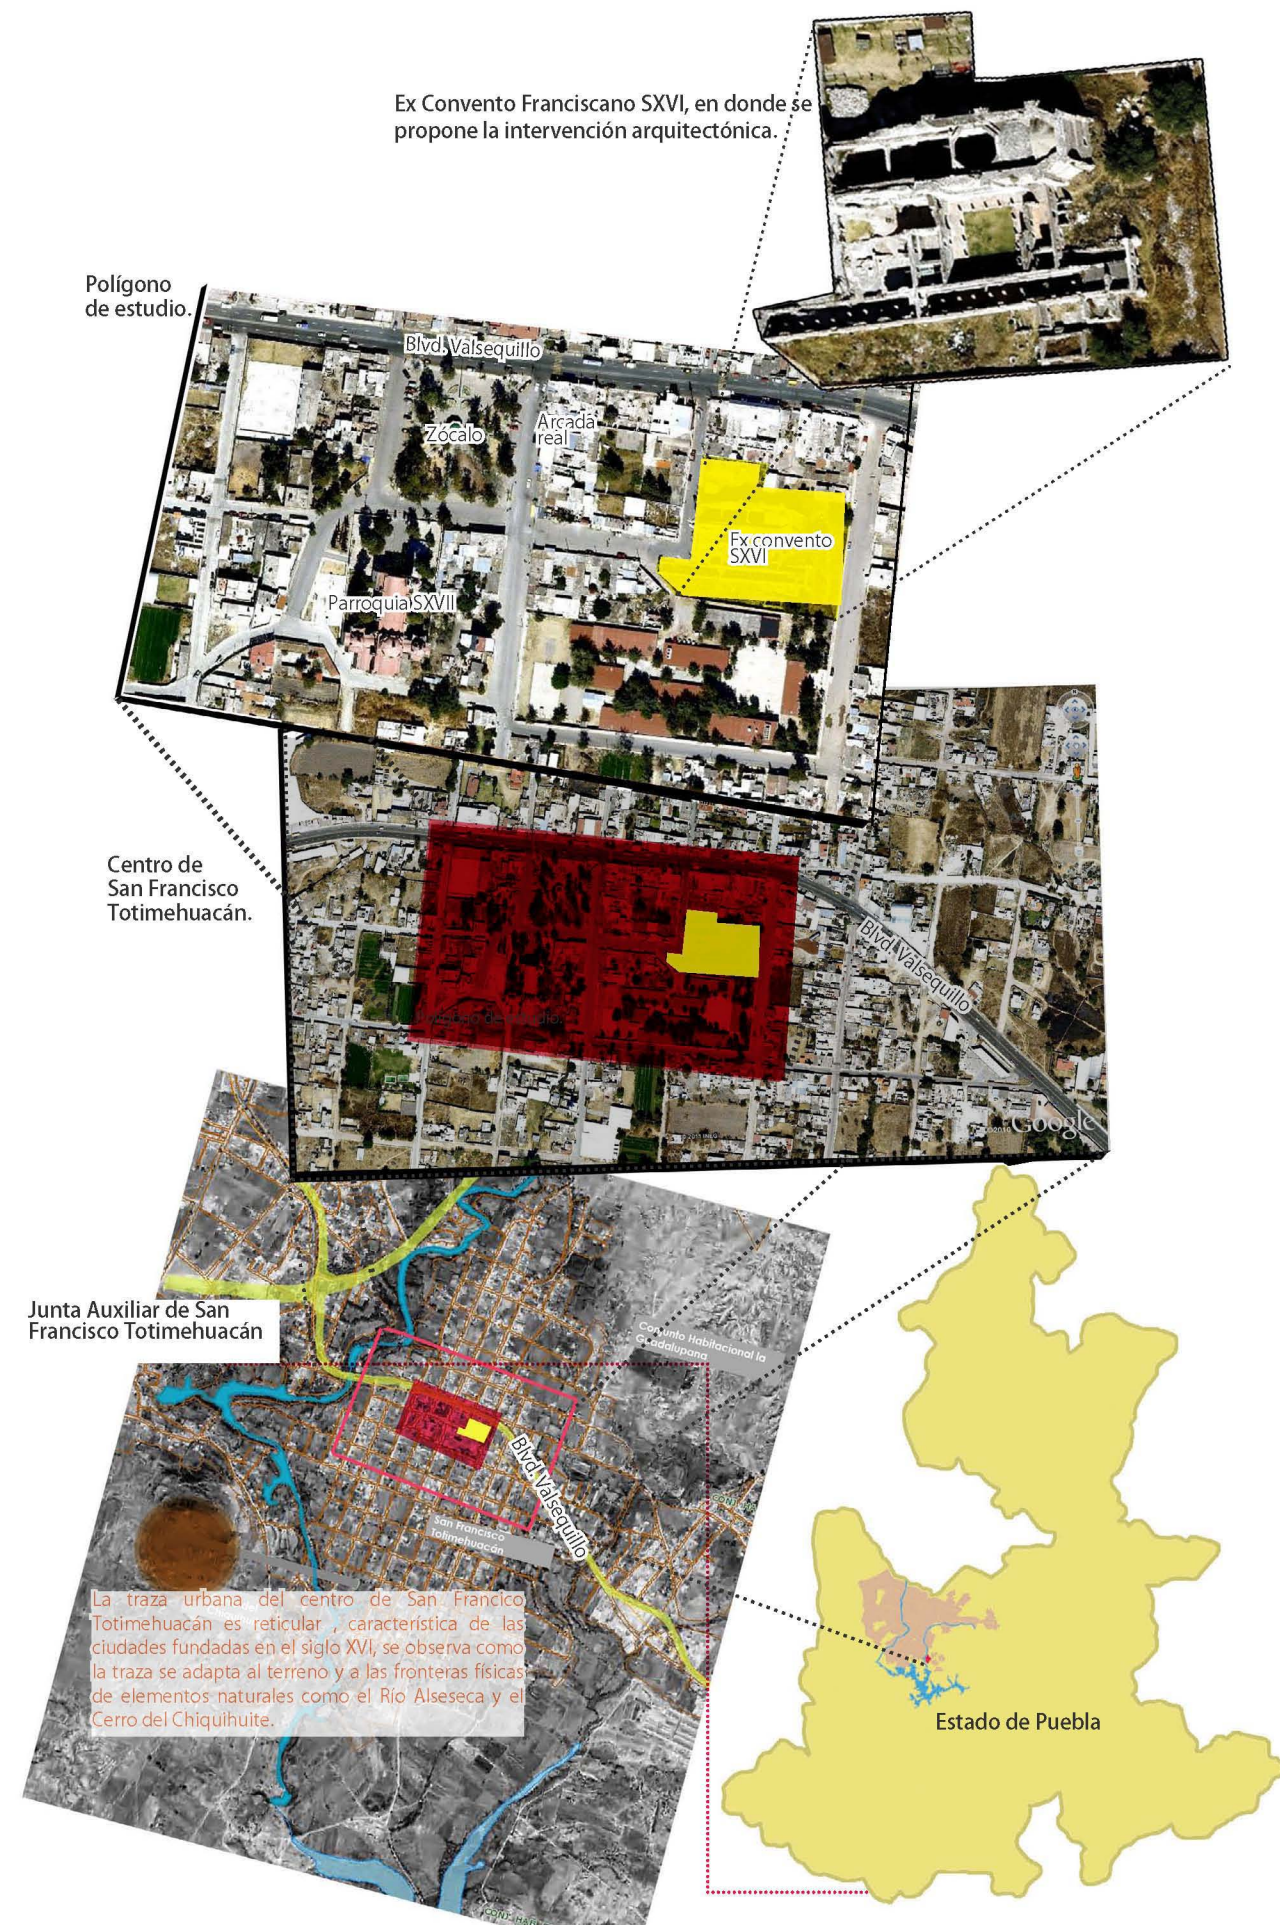 Ex Convento Franciscano SXVI, en donde se
propone la intervención arquitectónica.
Polígono
de estudio.
Blvd. Valsequillo
Zócalo
Arcada
real
Ex convento
SXVI
Parroquia SXVII
Centro de
San Francisco
Totimehuacán.
Blvd. Valsequillo
Polígono de estudio.
Google
Junta Auxiliar de San
Francisco Totimehuacán
Conjunto Habitacional la
Guadalupana
Blvd. Valsequillo
San Francisco
Totimehuacán
La traza urbana del centro de San Francico
Totimehuacán es reticular , característica de las
ciudades fundadas en el siglo XVI, se observa como
la traza se adapta al terreno y a las fronteras físicas
de elementos naturales como el Río Alseseca y el
Cerro del Chiquihuite.
Estado de Puebla